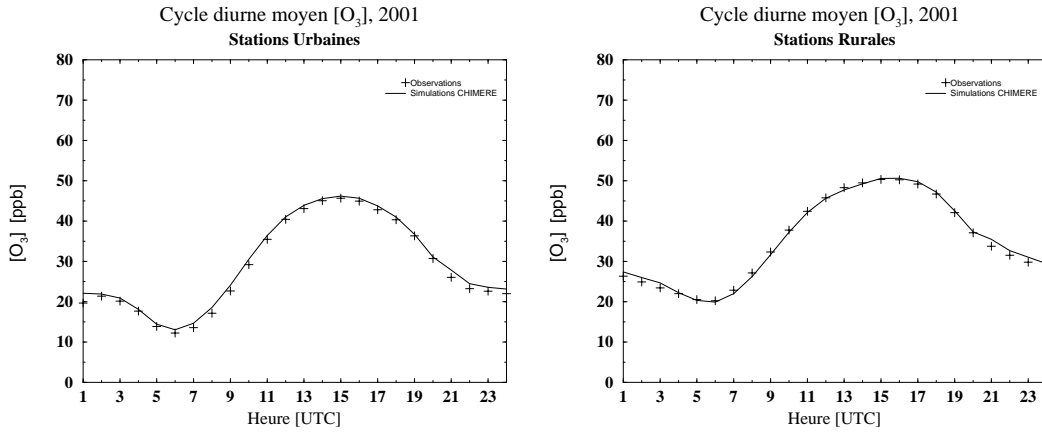 Cycle diurne moyen [O3], 2001
Stations Urbaines
80
70
60
50
40
30
20
10
0
[O3] [ppb]
+ Observations
Simulations CHIMERE
1 3 5 7 9 11 13 15 17 19 21 23
Heure [UTC]
Cycle diurne moyen [O3], 2001
Stations Rurales
80
70
60
50
40
30
20
10
0
[O3] [ppb]
+ Observations
Simulations CHIMERE
1 3 5 7 9 11 13 15 17 19 21 23
Heure [UTC]